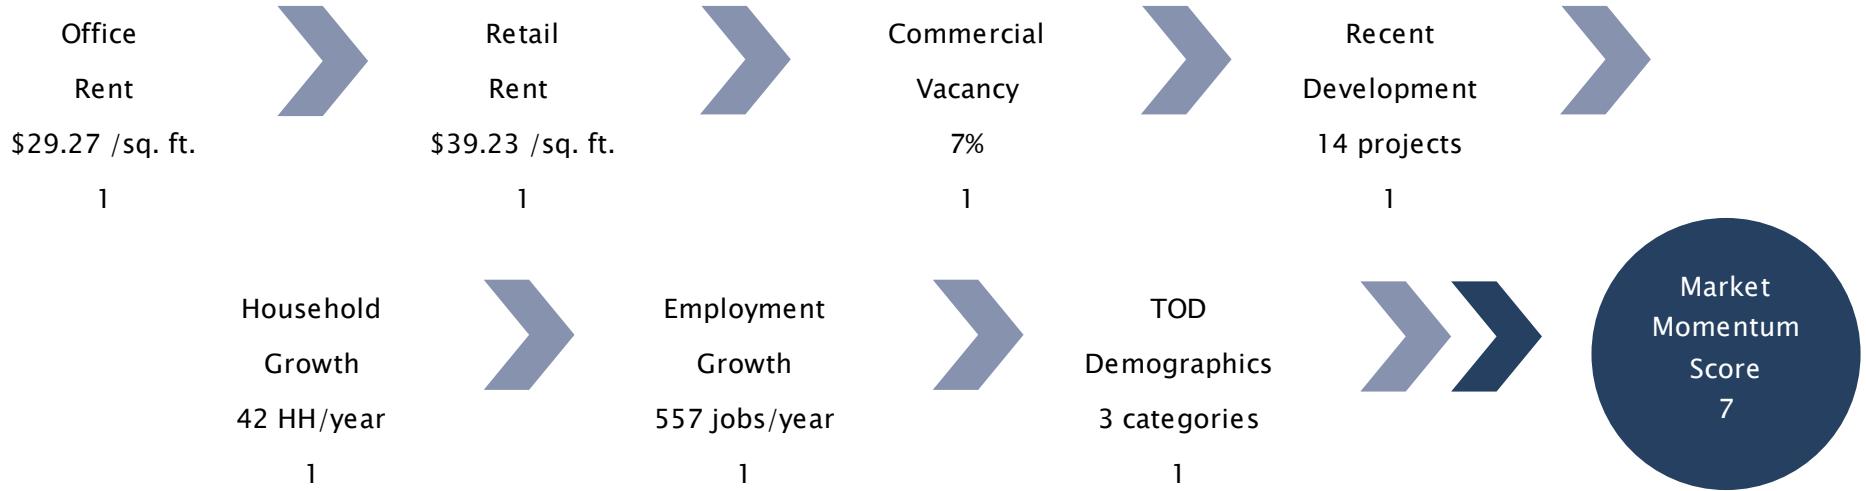 Office
Rent
$29.27 /sq. ft.
1
Retail
Rent
$39.23 /sq. ft.
1
Commercial
Vacancy
7%
1
Recent
Development
14 projects
1
Household
Growth
42 HH/year
1
Employment
Growth
557 jobs/year
1
TOD
Demographics
3 categories
1
Market
Momentum
Score
7